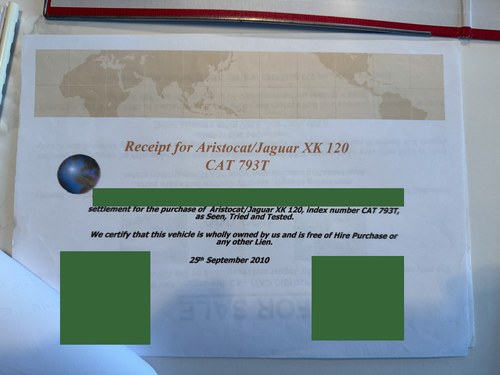 Receipt for Aristocat/Jaguar XK 120
CAT 793T
settlement for the purchase of Aristocat/Jaguar XK 120, index number CAT 793T,
as Seen, Tried and Tested.
We certify that this vehicle is wholly owned by us and is free of Hire Purchase or
any other Lien.
25th September 2010
FOR SALE